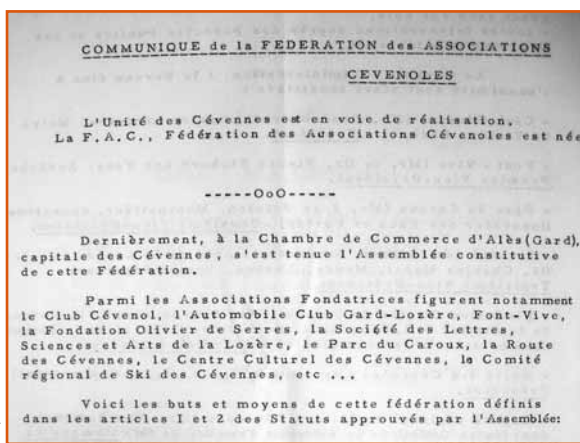 COMMUNIQUE de la FEDERATION des ASSOCIATIONS
CEVENOLES
L'Unité des Cévennes est en voie de réalisation.
La F.A.C., Fédération des Associations Cévenoles est née
-----OoO-----
Dernièrement, à la Chambre de Commerce d'Alès(Gard),
capitale des Cévennes, s'est tenue l'Assemblée constitutive
de cette Fédération.
Parmi les Associations Fondatrices figurent notamment
le Club Cévenol, l'Automobile Club Gard-Lozère, Font-Vive,
la Fondation Olivier de Serres, la Société des Lettres,
Sciences et Arts de la Lozère, le Parc du Caroux, la Route
des Cévennes, le Centre Culturel des Cévennes, le Comité
régional de Ski des Cévennes, etc ...
Voici les buts et moyens de cette fédération définis
dans les articles I et 2 des Statuts approuvés par l'Assemblée: